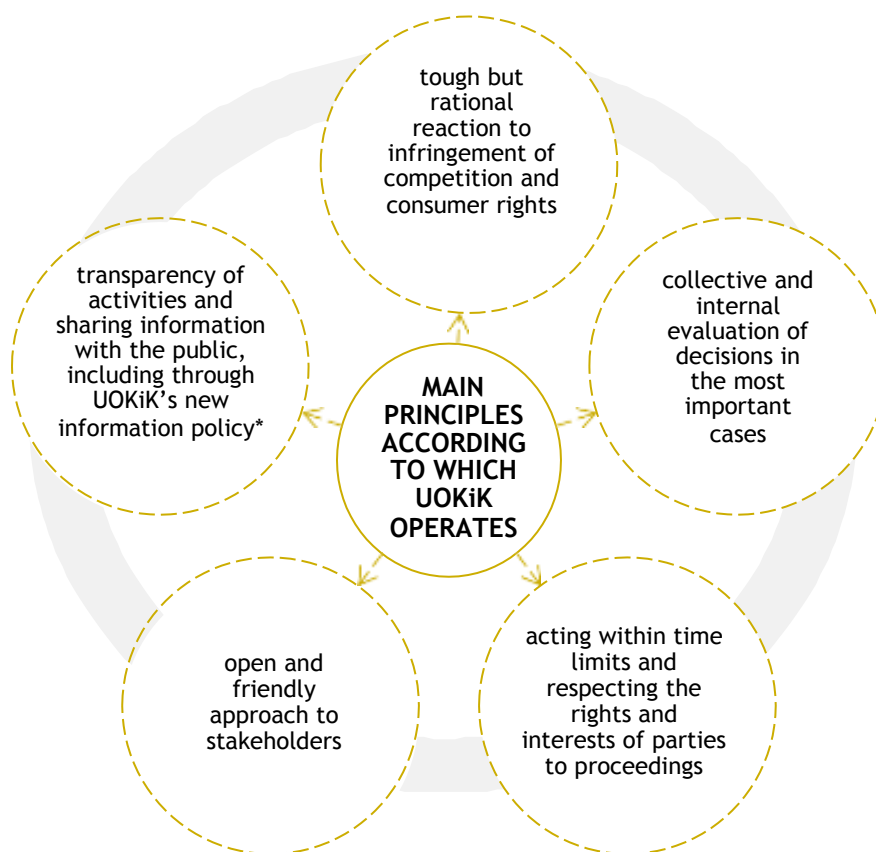 tough but
rational
reaction to
infringement of
competition and
consumer rights
transparency of
activities and
sharing information
with the public,
including through
UOKiK’s new
information policy*
collective and
internal
evaluation of
decisions in
the most
important
cases
MAIN
PRINCIPLES
ACCORDING
TO WHICH
UOKiK
OPERATES
open and
friendly
approach to
stakeholders
acting within time
limits and
respecting the
rights and
interests of parties
to proceedings